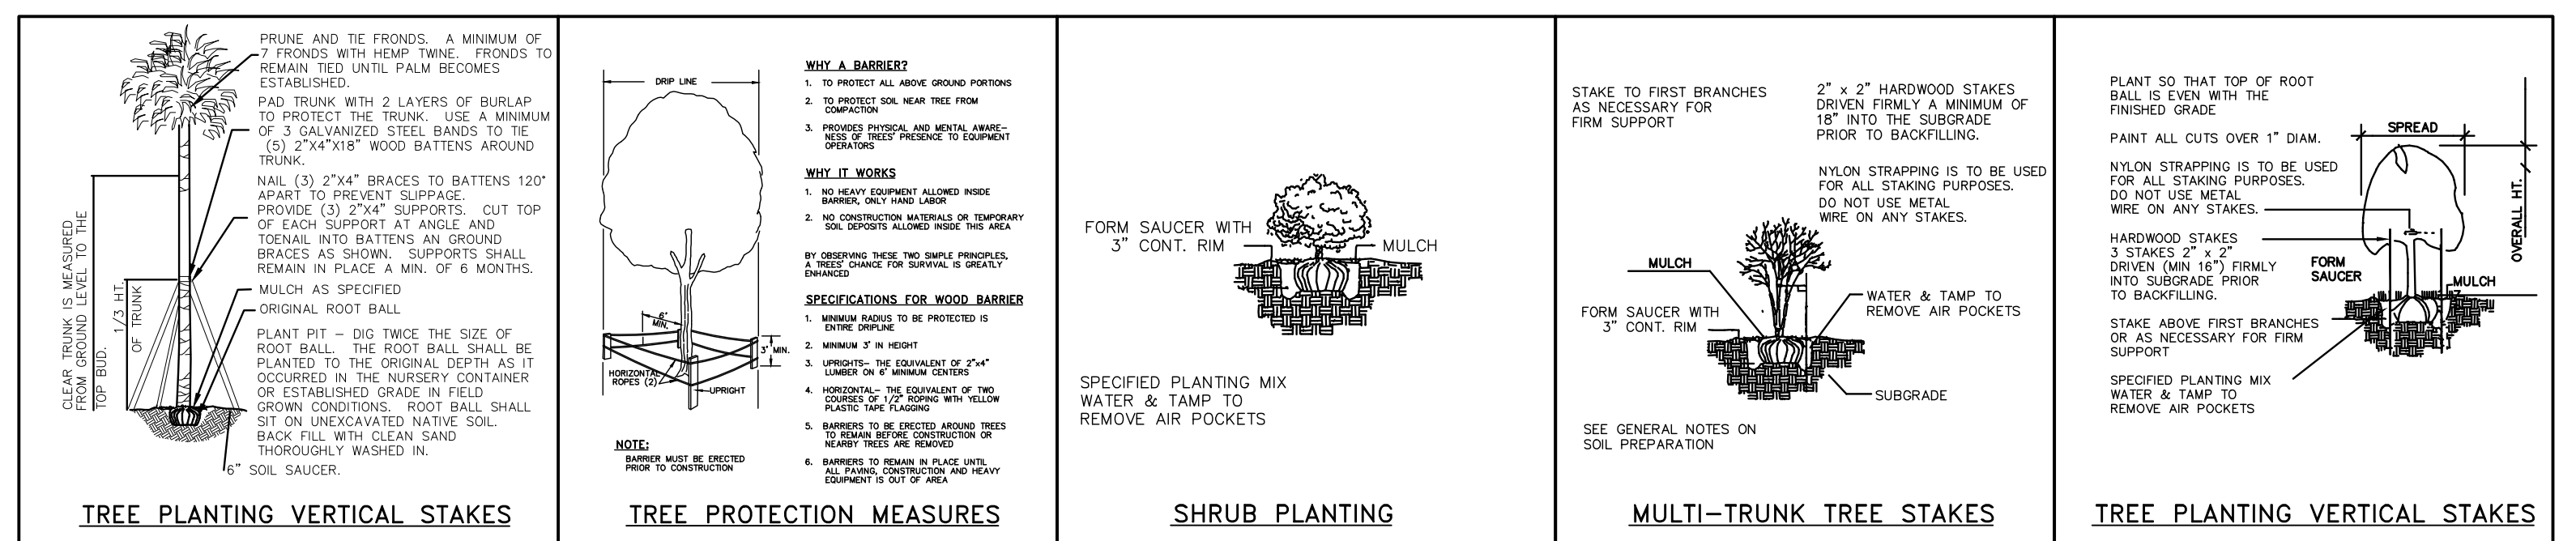 PRUNE AND TIE FRONDS. A MINIMUM OF
7 FRONDS WITH HEMP TWINE. FRONDS TO
REMAIN TIED UNTIL PALM BECOMES
ESTABLISHED.
PAD TRUNK WITH 2 LAYERS OF BURLAP
TO PROTECT THE TRUNK. USE A MINIMUM
OF 3 GALVANIZED STEEL BANDS TO TIE
(5) 2"X4"X18" WOOD BATTENS AROUND
TRUNK.
NAIL (3) 2"X4" BRACES TO BATTENS 120°
APART TO PREVENT SLIPPAGE.
PROVIDE (3) 2"X4" SUPPORTS. CUT TOP
OF EACH SUPPORT AT ANGLE AND
TOENAIL INTO BATTENS AN GROUND
BRACES AS SHOWN. SUPPORTS SHALL
REMAIN IN PLACE A MIN. OF 6 MONTHS.
MULCH AS SPECIFIED
ORIGINAL ROOT BALL
PLANT PIT – DIG TWICE THE SIZE OF
ROOT BALL. THE ROOT BALL SHALL BE
PLANTED TO THE ORIGINAL DEPTH AS IT
OCCURRED IN THE NURSERY CONTAINER
OR ESTABLISHED GRADE IN FIELD
GROWN CONDITIONS. ROOT BALL SHALL
SIT ON UNEXCAVATED NATIVE SOIL.
BACK FILL WITH CLEAN SAND
THOROUGHLY WASHED IN.
6" SOIL SAUCER.
CLEAR TRUNK IS MEASURED
FROM GROUND LEVEL TO THE
TOP BUD.
1/3 HT.
OF TRUNK
TREE PLANTING VERTICAL STAKES
DRIP LINE
6'
MIN.
3' MIN.
HORIZONTAL
ROPES (2)
UPRIGHT
NOTE:
BARRIER MUST BE ERECTED
PRIOR TO CONSTRUCTION
WHY A BARRIER?
1. TO PROTECT ALL ABOVE GROUND PORTIONS
2. TO PROTECT SOIL NEAR TREE FROM
COMPACTION
3. PROVIDES PHYSICAL AND MENTAL AWARE–
NESS OF TREES' PRESENCE TO EQUIPMENT
OPERATORS
WHY IT WORKS
1. NO HEAVY EQUIPMENT ALLOWED INSIDE
BARRIER, ONLY HAND LABOR
2. NO CONSTRUCTION MATERIALS OR TEMPORARY
SOIL DEPOSITS ALLOWED INSIDE THIS AREA
BY OBSERVING THESE TWO SIMPLE PRINCIPLES,
A TREES' CHANCE FOR SURVIVAL IS GREATLY
ENHANCED
SPECIFICATIONS FOR WOOD BARRIER
1. MINIMUM RADIUS TO BE PROTECTED IS
ENTIRE DRIPLINE
2. MINIMUM 3' IN HEIGHT
3. UPRIGHTS– THE EQUIVALENT OF 2"x4"
LUMBER ON 6' MINIMUM CENTERS
4. HORIZONTAL– THE EQUIVALENT OF TWO
COURSES OF 1/2" ROPING WITH YELLOW
PLASTIC TAPE FLAGGING
5. BARRIERS TO BE ERECTED AROUND TREES
TO REMAIN BEFORE CONSTRUCTION OR
NEARBY TREES ARE REMOVED
6. BARRIERS TO REMAIN IN PLACE UNTIL
ALL PAVING, CONSTRUCTION AND HEAVY
EQUIPMENT IS OUT OF AREA
TREE PROTECTION MEASURES
FORM SAUCER WITH
3" CONT. RIM
MULCH
SPECIFIED PLANTING MIX
WATER & TAMP TO
REMOVE AIR POCKETS
SHRUB PLANTING
STAKE TO FIRST BRANCHES
AS NECESSARY FOR
FIRM SUPPORT
2" x 2" HARDWOOD STAKES
DRIVEN FIRMLY A MINIMUM OF
18" INTO THE SUBGRADE
PRIOR TO BACKFILLING.
NYLON STRAPPING IS TO BE USED
FOR ALL STAKING PURPOSES.
DO NOT USE METAL
WIRE ON ANY STAKES.
MULCH
FORM SAUCER WITH
3" CONT. RIM
WATER & TAMP TO
REMOVE AIR POCKETS
SUBGRADE
SEE GENERAL NOTES ON
SOIL PREPARATION
MULTI–TRUNK TREE STAKES
PLANT SO THAT TOP OF ROOT
BALL IS EVEN WITH THE
FINISHED GRADE
PAINT ALL CUTS OVER 1" DIAM.
NYLON STRAPPING IS TO BE USED
FOR ALL STAKING PURPOSES.
DO NOT USE METAL
WIRE ON ANY STAKES.
HARDWOOD STAKES
3 STAKES 2" x 2"
DRIVEN (MIN 16") FIRMLY
INTO SUBGRADE PRIOR
TO BACKFILLING.
STAKE ABOVE FIRST BRANCHES
OR AS NECESSARY FOR FIRM
SUPPORT
SPECIFIED PLANTING MIX
WATER & TAMP TO
REMOVE AIR POCKETS
SPREAD
OVERALL HT.
FORM
SAUCER
MULCH
TREE PLANTING VERTICAL STAKES